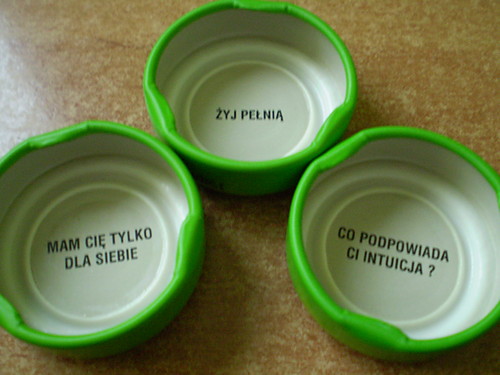 ŻYJ PEŁNIĄ
MAM CIĘ TYLKO
DLA SIEBIE
CO PODPOWIADA
CI INTUICJA ?